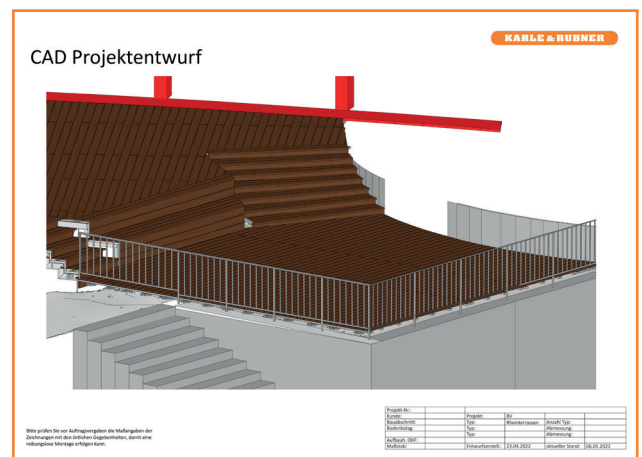 KARLE & RUBNER
CAD Projektentwurf
Bitte prüfen Sie vor Auftragsvergaben die Maßangaben der
Zeichnungen mit den örtlichen Gegebenheiten, damit eine
reibungslose Montage erfolgen kann.
Projekt-Nr.:
Kunde: Projekt: BV
Bauabschnitt: Typ: Rheinterrassen Anzahl Typ:
Bodenbelag: Typ: Abmessung:
Typ: Abmessung:
Aufbauh. OKF:
Maßstab: Entwurfserstell.: 23.04.2022 aktueller Stand: 06.05.2022